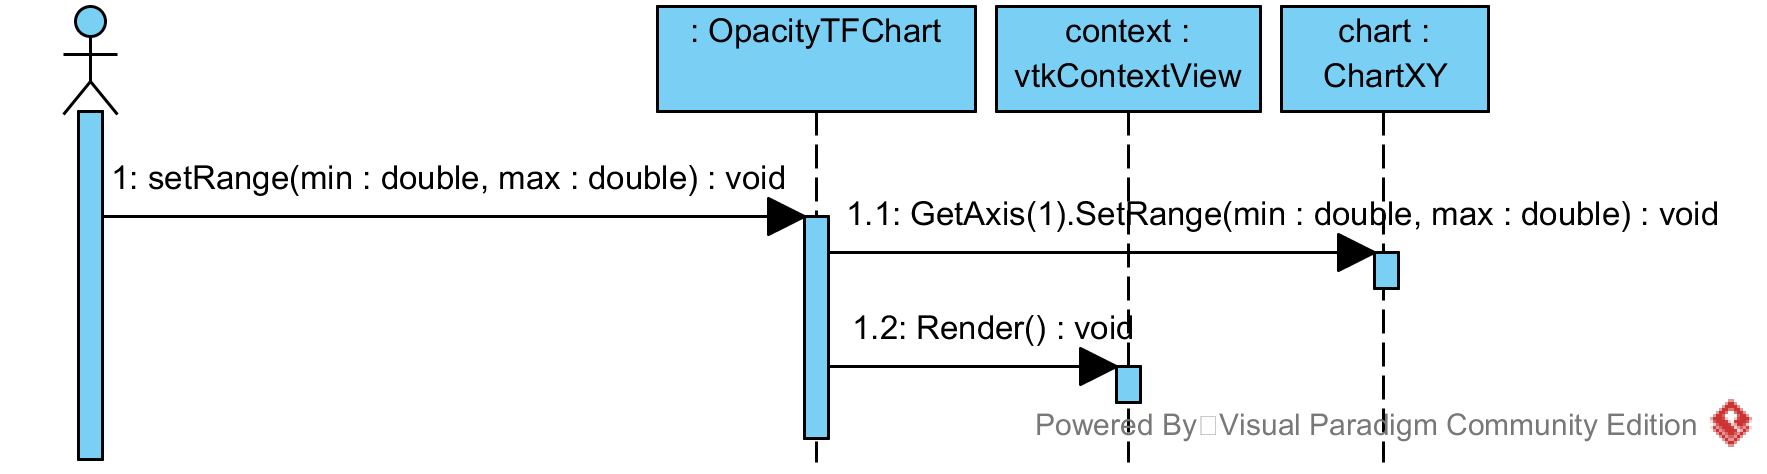 : OpacityTFChart
context :
vtkContextView
chart :
ChartXY
1: setRange(min : double, max : double) : void
1.1: GetAxis(1).SetRange(min : double, max : double) : void
1.2: Render() : void
Powered By Visual Paradigm Community Edition